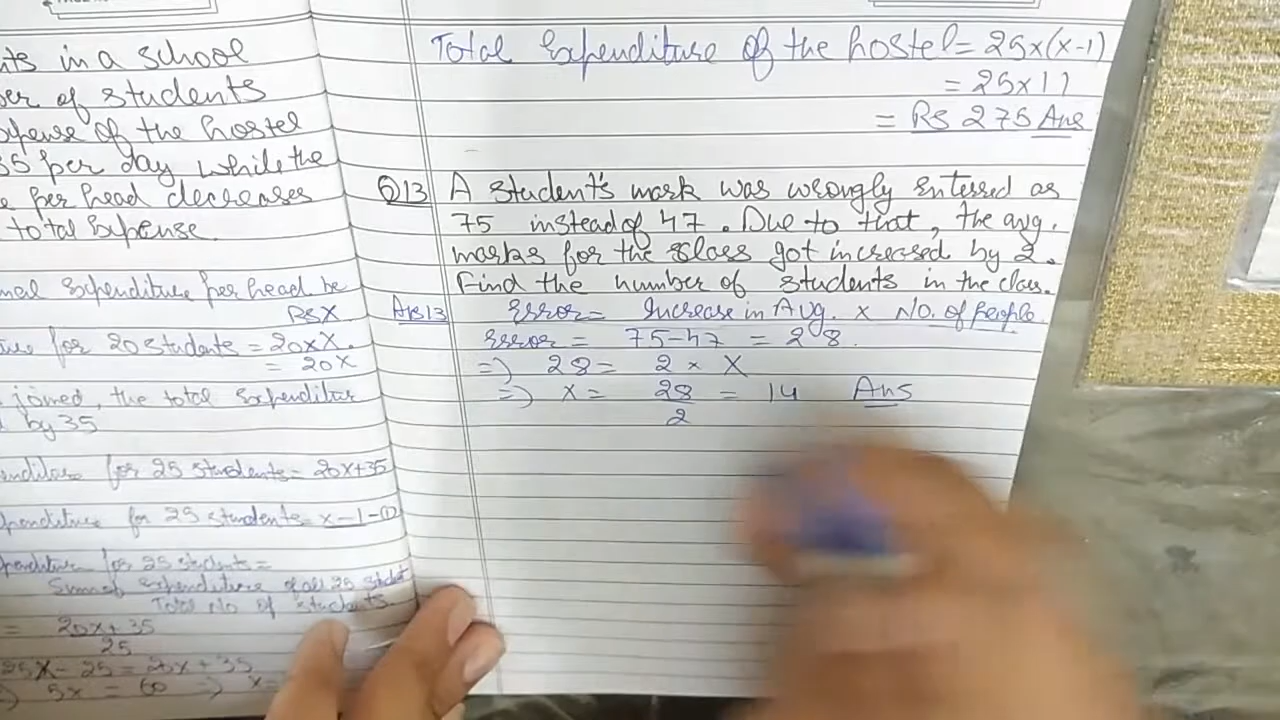 nts in a school
of students
of the hostel
35 per day while the
per head decreases
total Expense.
Expenditure per head be
RS X
for 20 students = 20xX.
= 20X
joined, the total Expenditure
by 35
for 25 students = 20x+35
for 25 students x-1-①
for 25 students =
Sum of Expenditure of all 25 student
Total No of students
= 20x+35
25
25x - 25 = 20x + 35
5x = 60 => x=
Total Expenditure of the hostel = 25x(x-1)
= 25x11
= RS 275 Ans
Q13 A Student's mark was wrongly Enterred as
75 instead of 47. Due to that, the avg.
marks for the class got increased by 2.
Find the number of students in the class.
Ans13 Error = Increase in Avg. x No. of people.
Error = 75-47 = 28.
=> 28 = 2 x X
=> x = 28 = 14 Ans
2